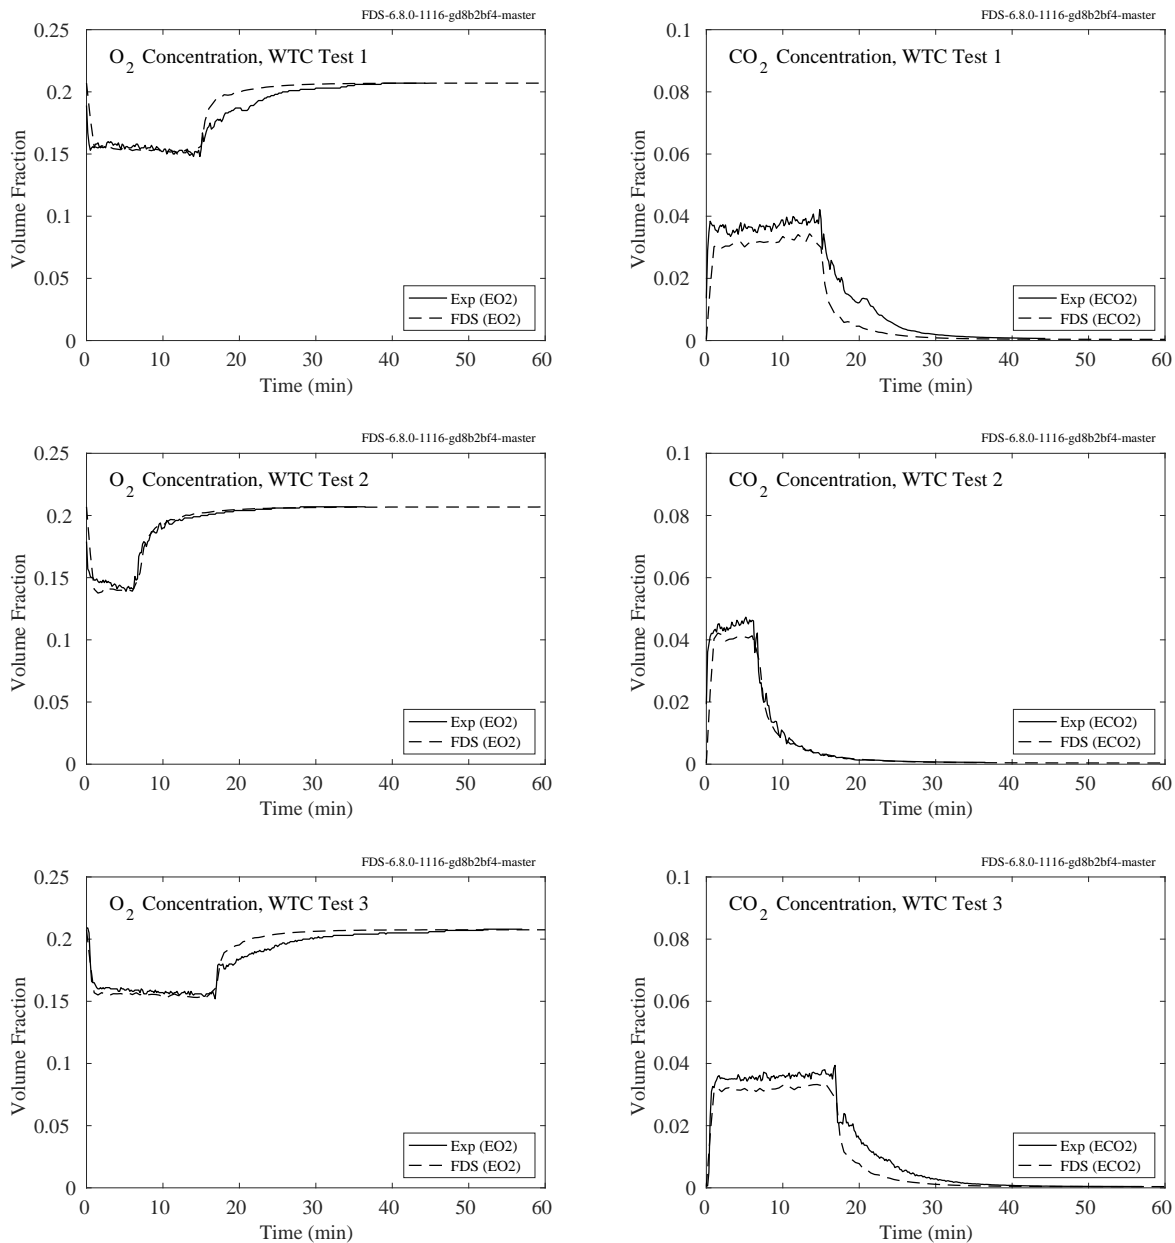 FDS-6.8.0-1116-gd8b2bf4-master
O2 Concentration, WTC Test 1
Volume Fraction
0.25
0.2
0.15
0.1
0.05
0
Exp (EO2)
FDS (EO2)
0 10 20 30 40 50 60
Time (min)
FDS-6.8.0-1116-gd8b2bf4-master
CO2 Concentration, WTC Test 1
Volume Fraction
0.1
0.08
0.06
0.04
0.02
0
Exp (ECO2)
FDS (ECO2)
0 10 20 30 40 50 60
Time (min)
FDS-6.8.0-1116-gd8b2bf4-master
O2 Concentration, WTC Test 2
Volume Fraction
0.25
0.2
0.15
0.1
0.05
0
Exp (EO2)
FDS (EO2)
0 10 20 30 40 50 60
Time (min)
FDS-6.8.0-1116-gd8b2bf4-master
CO2 Concentration, WTC Test 2
Volume Fraction
0.1
0.08
0.06
0.04
0.02
0
Exp (ECO2)
FDS (ECO2)
0 10 20 30 40 50 60
Time (min)
FDS-6.8.0-1116-gd8b2bf4-master
O2 Concentration, WTC Test 3
Volume Fraction
0.25
0.2
0.15
0.1
0.05
0
Exp (EO2)
FDS (EO2)
0 10 20 30 40 50 60
Time (min)
FDS-6.8.0-1116-gd8b2bf4-master
CO2 Concentration, WTC Test 3
Volume Fraction
0.1
0.08
0.06
0.04
0.02
0
Exp (ECO2)
FDS (ECO2)
0 10 20 30 40 50 60
Time (min)